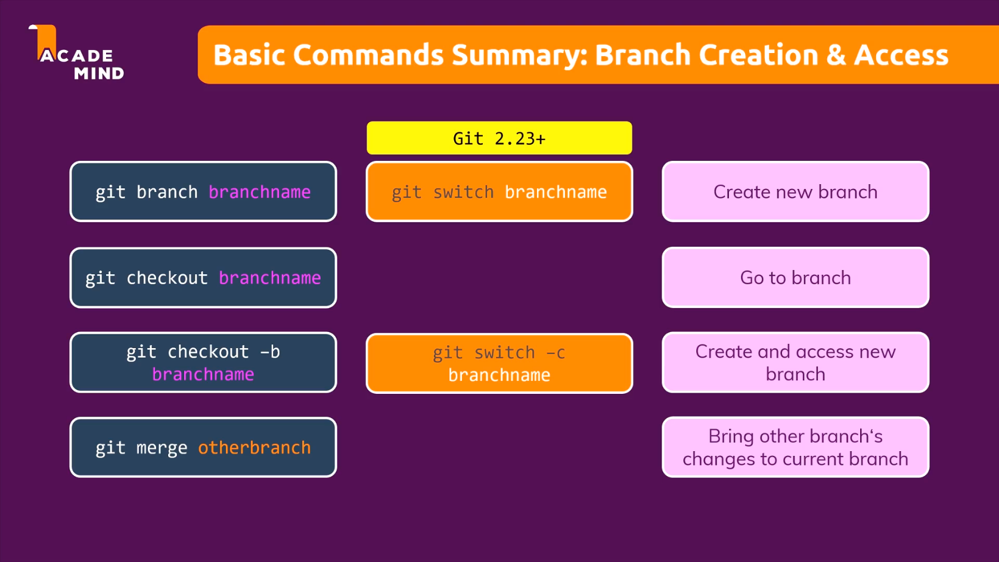 ACADE
MIND
Basic Commands Summary: Branch Creation & Access
Git 2.23+
git branch branchname
git switch branchname
Create new branch
git checkout branchname
Go to branch
git checkout –b
branchname
git switch –c
branchname
Create and access new
branch
git merge otherbranch
Bring other branch‘s
changes to current branch